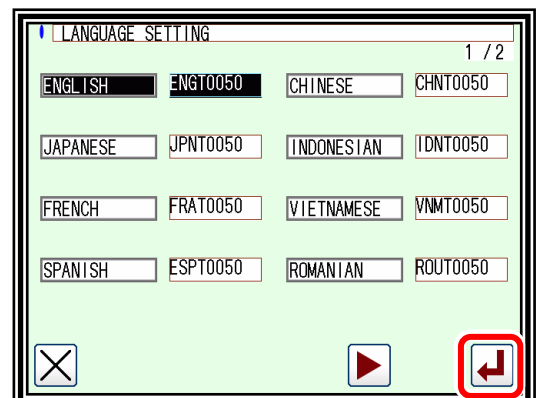 LANGUAGE SETTING
1 /2
ENGLISH ENGT0050 CHINESE CHNT0050
JAPANESE JPNT0050 INDONESIAN IDNT0050
FRENCH FRAT0050 VIETNAMESE VNMT0050
SPANISH ESPT0050 ROMANIAN ROUT0050